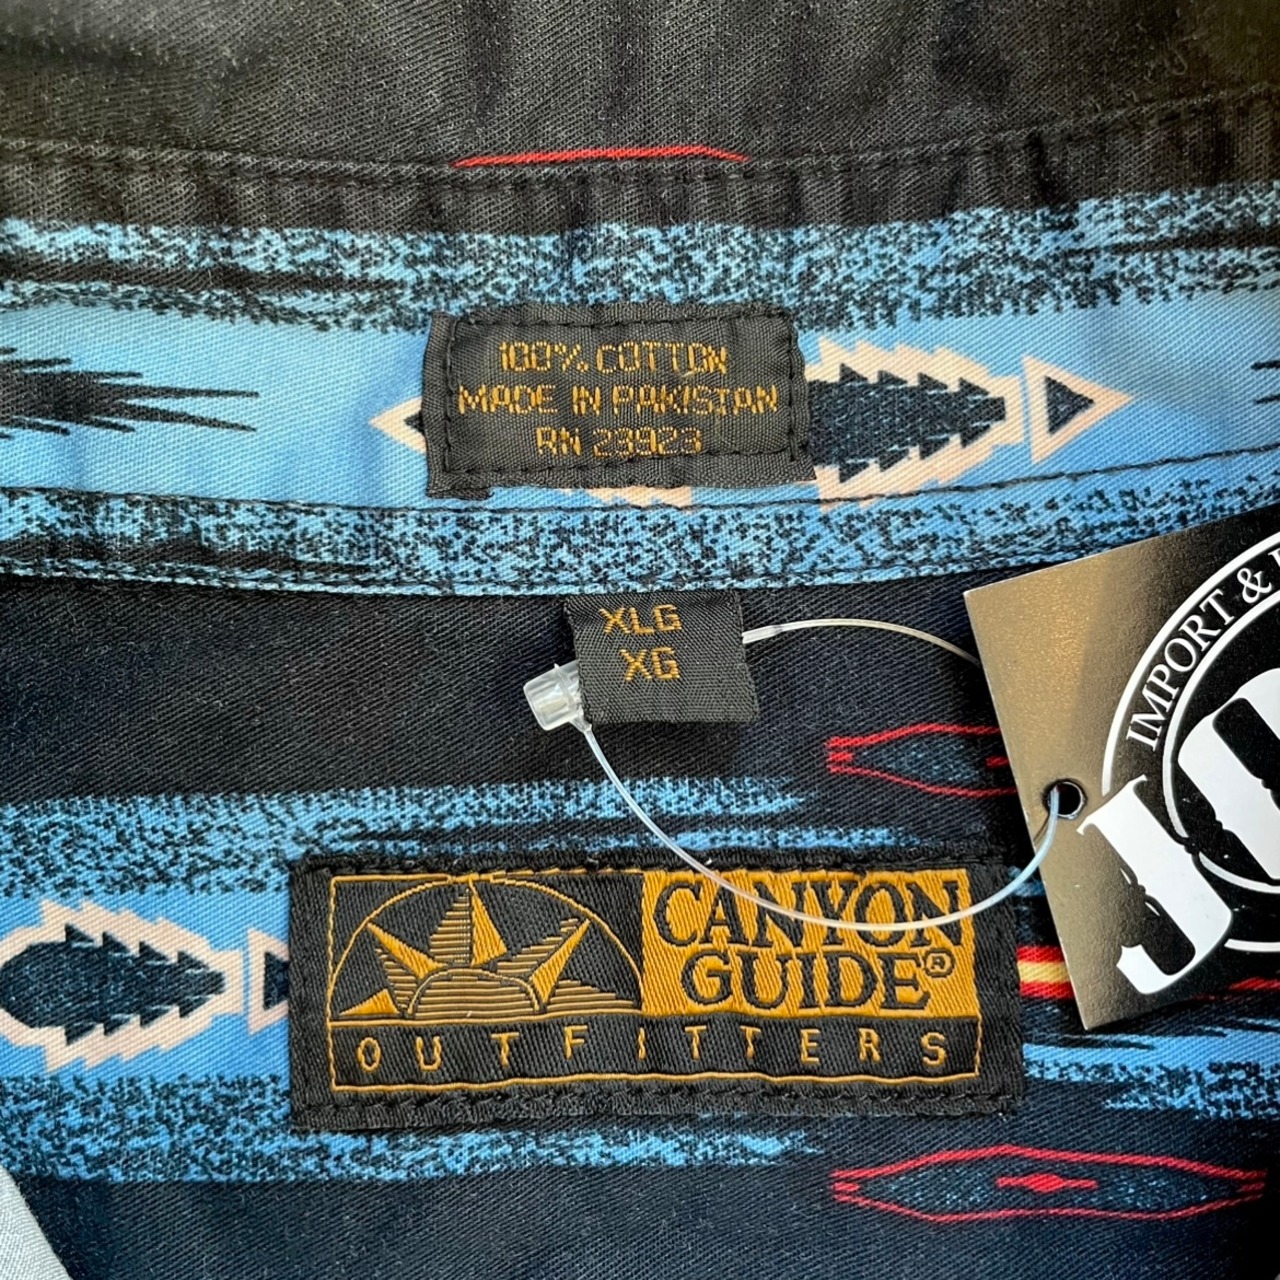 100% COTTON
MADE IN PAKISTAN
RN 23923
XLG
XG
IMPORT &
CANYON
GUIDE®
OUTFITTERS